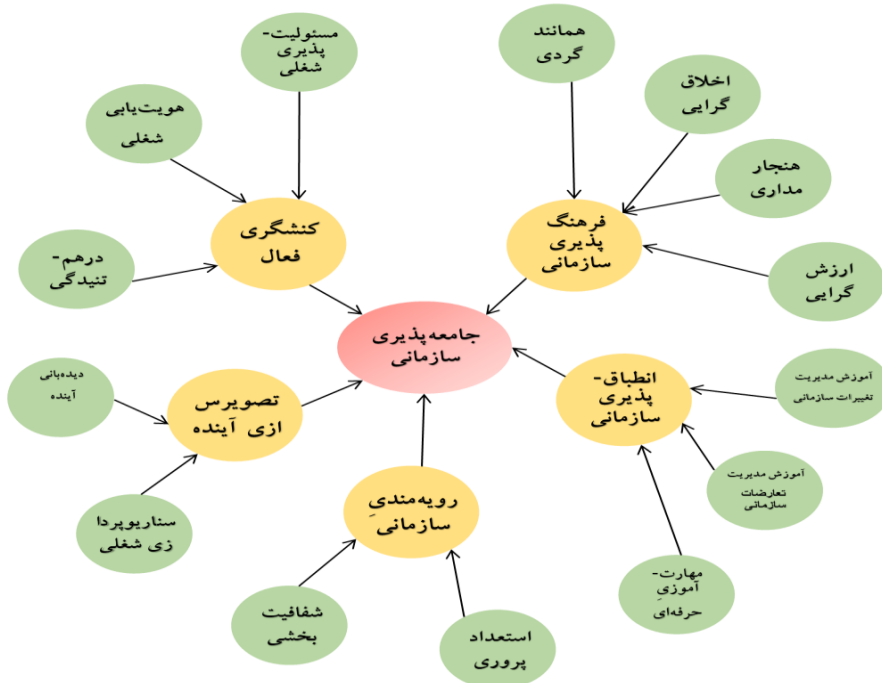 همانند
گردی
مسئولیت-
پذیری
شغلی
اخلاق
گرایی
هویت‌یابی
شغلی
هنجار
مداری
فرهنگ
پذیری
سازمانی
کنشگری
فعال
درهم-
تنیدگی
ارزش
گرایی
جامعه‌پذیری
سازمانی
انطباق-
پذیری
سازمانی
دیده‌بانی
آینده
تصویرس
ازی آینده
آموزش مدیریت
تغییرات سازمانی
آموزش مدیریت
تعارضات
سازمانی
رویه‌مندیِ
سازمانی
سناریوپردا
زی شغلی
مهارت-
آموزیِ
حرفه‌ای
شفافیت
بخشی
استعداد
پروری